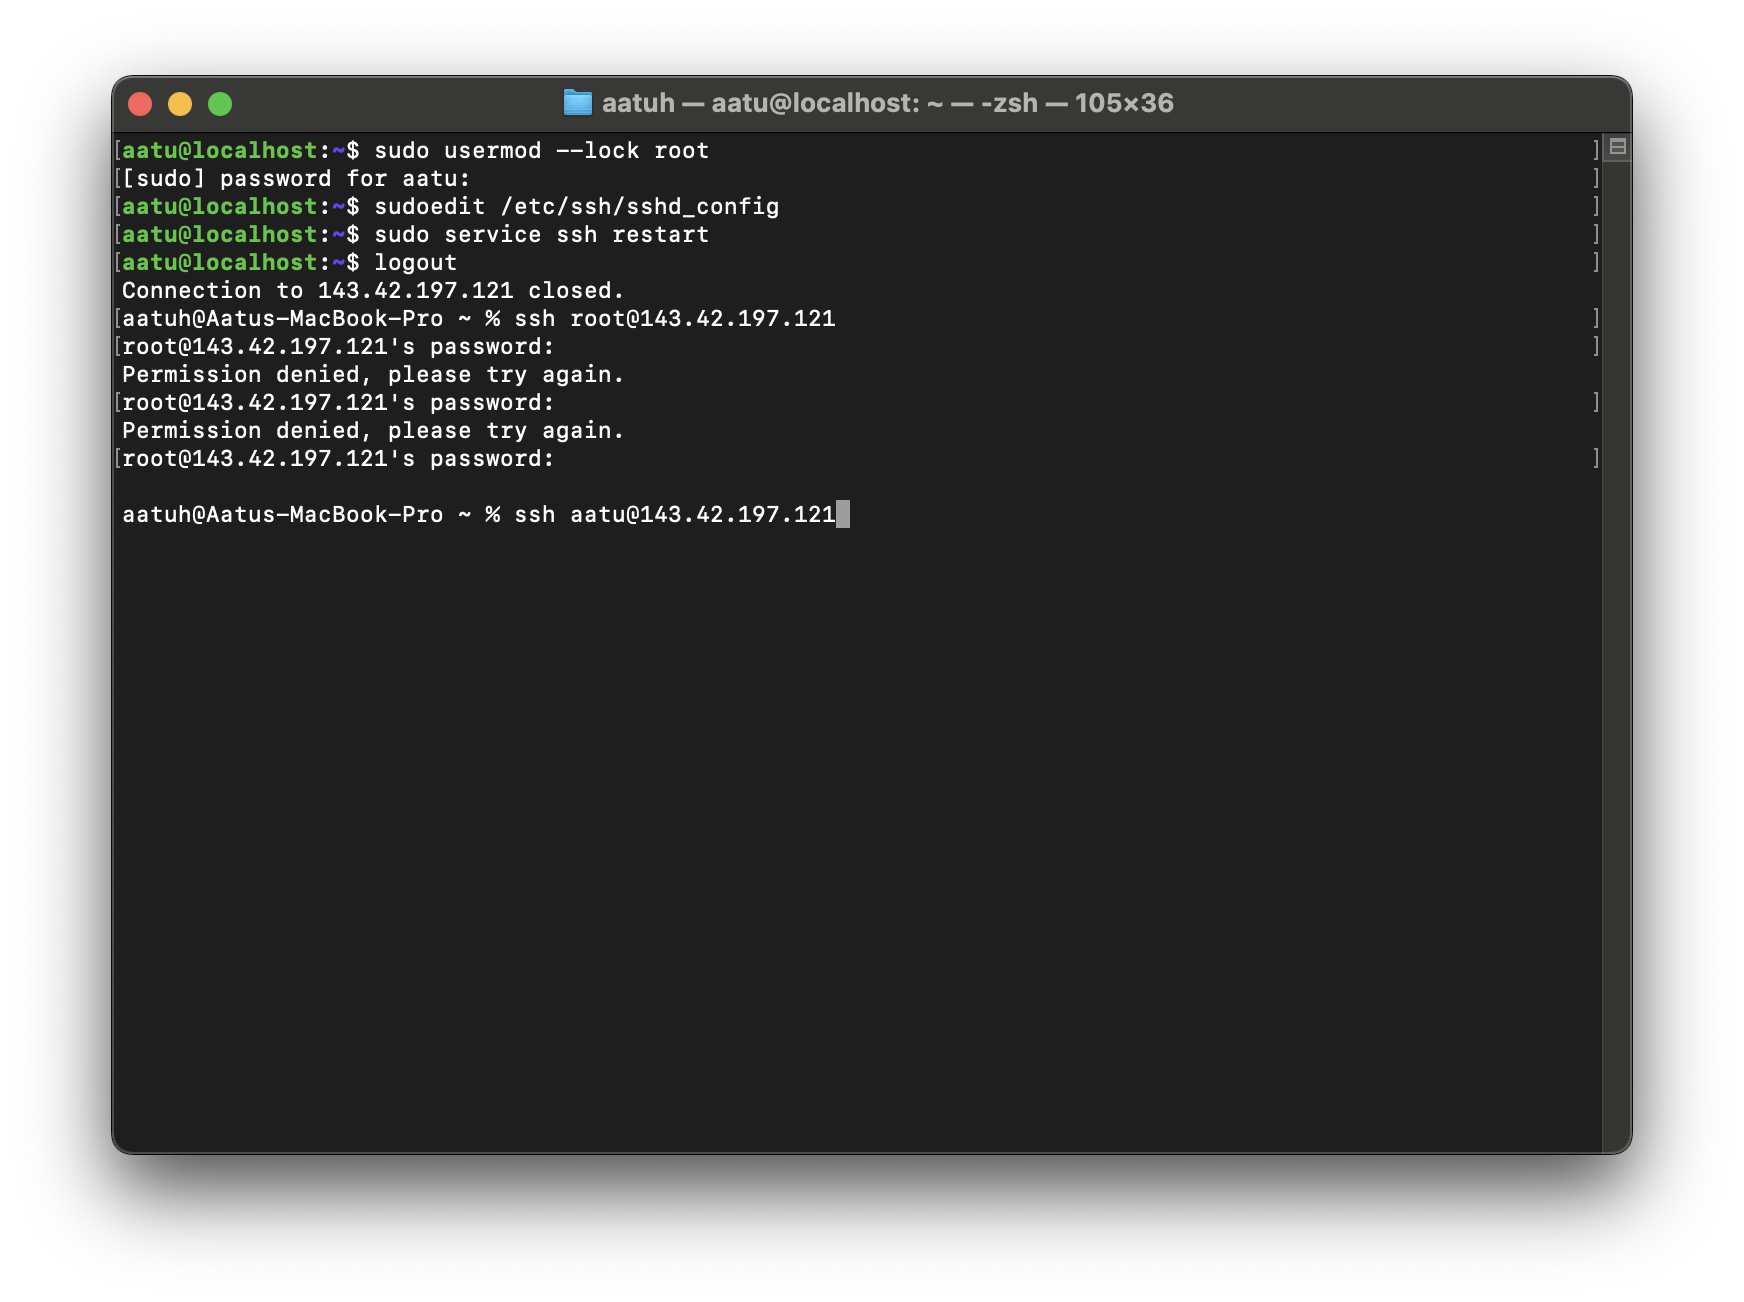 aatuh — aatu@localhost: ~ — -zsh — 105×36
[aatu@localhost:~$ sudo usermod --lock root ]
[[sudo] password for aatu: ]
[aatu@localhost:~$ sudoedit /etc/ssh/sshd_config ]
[aatu@localhost:~$ sudo service ssh restart ]
[aatu@localhost:~$ logout ]
Connection to 143.42.197.121 closed.
[aatuh@Aatus-MacBook-Pro ~ % ssh root@143.42.197.121 ]
[root@143.42.197.121's password: ]
Permission denied, please try again.
[root@143.42.197.121's password: ]
Permission denied, please try again.
[root@143.42.197.121's password: ]
aatuh@Aatus-MacBook-Pro ~ % ssh aatu@143.42.197.121